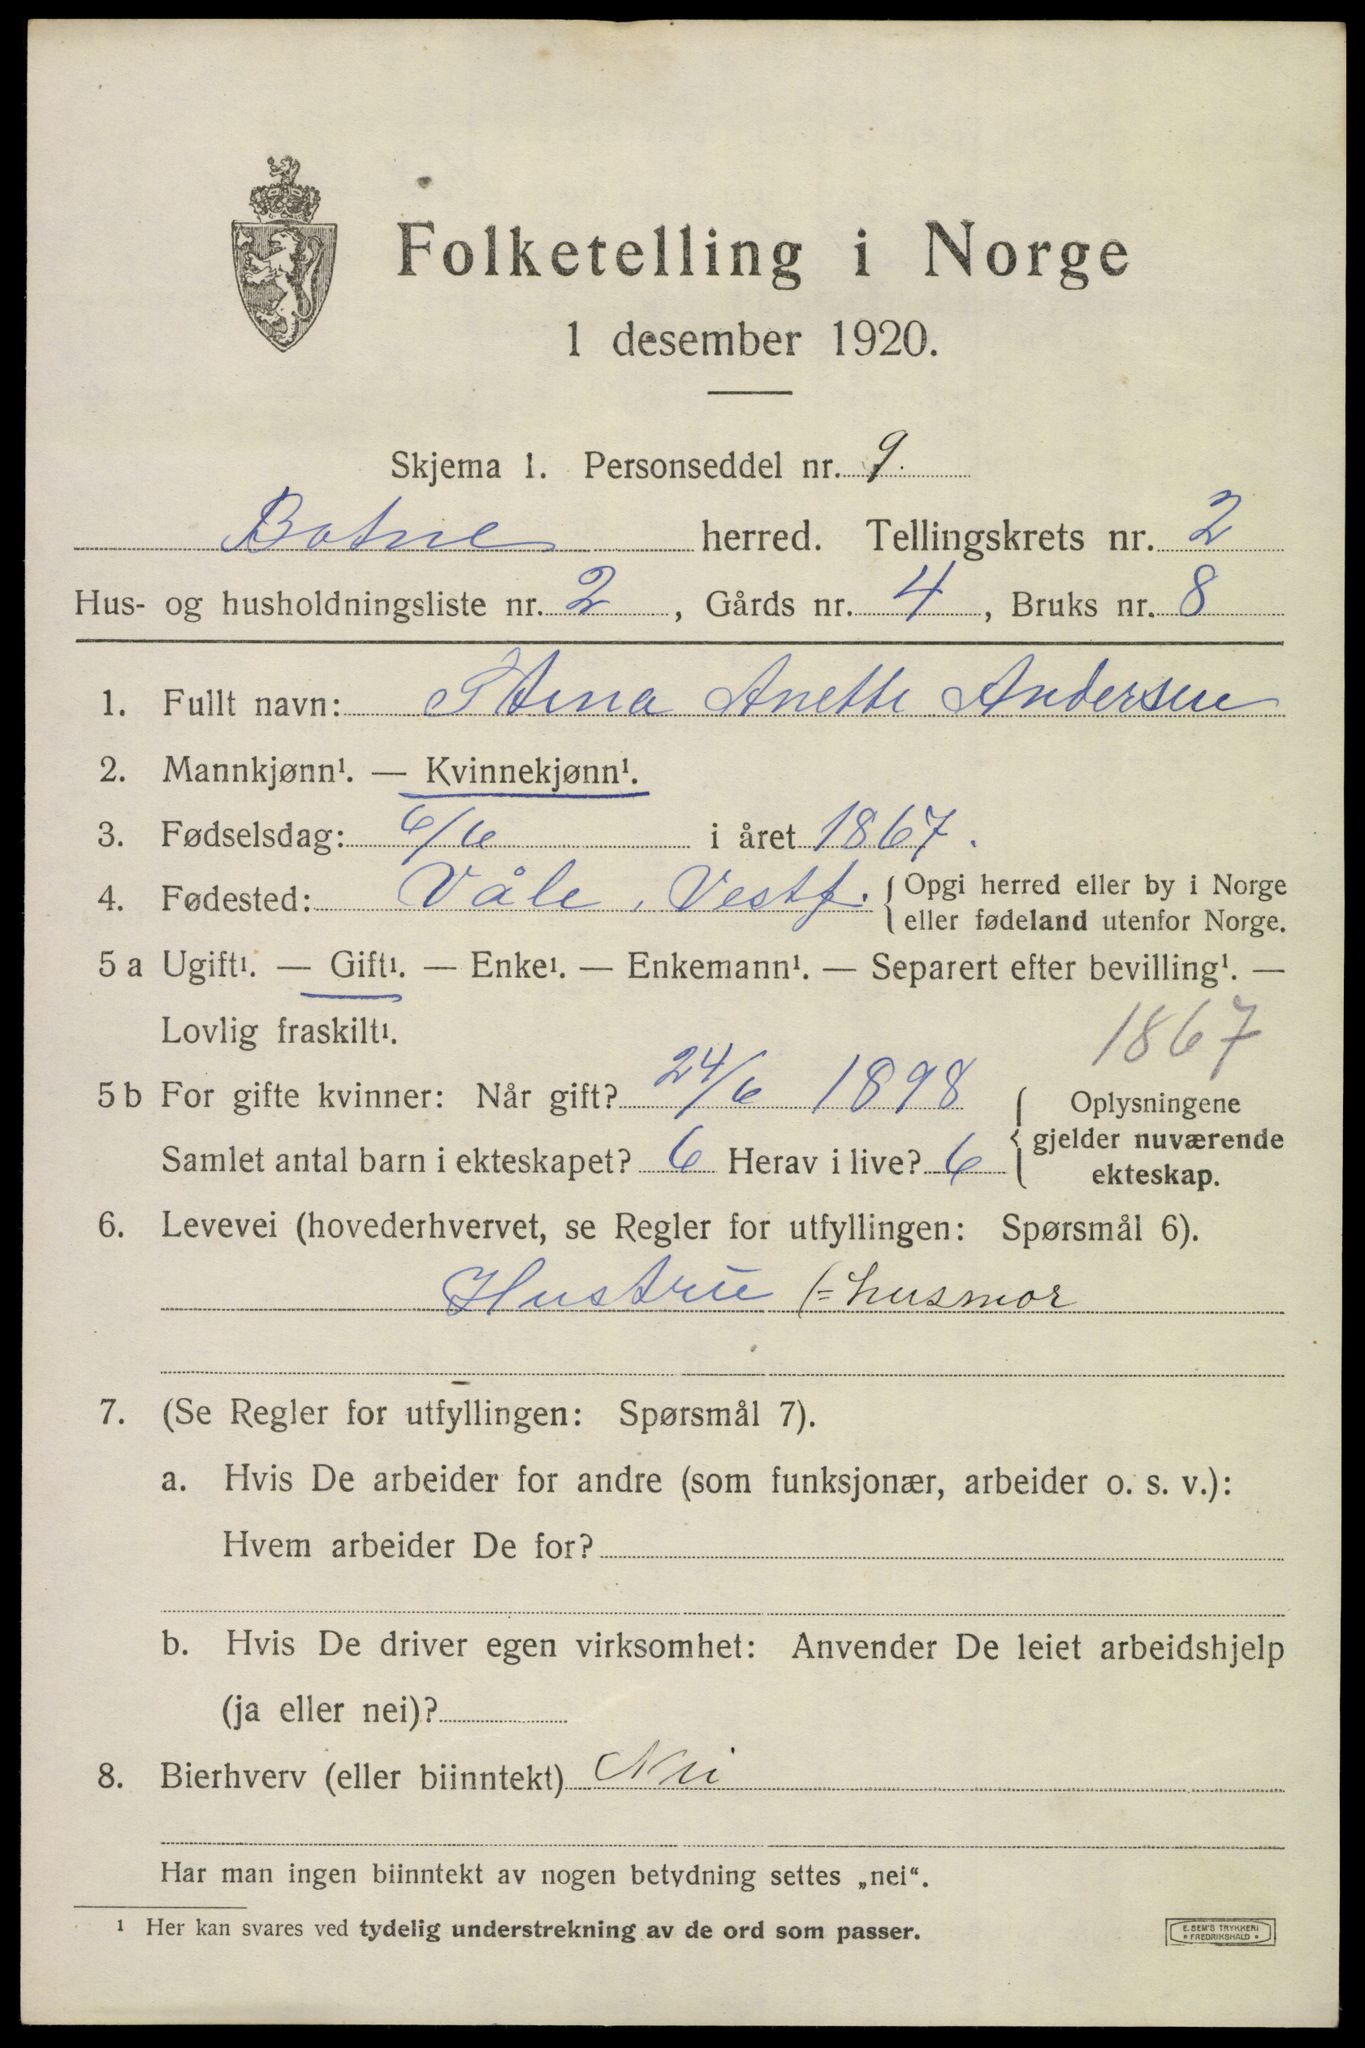 Folketelling i Norge
1 desember 1920.
Skjema 1. Personseddel nr. 9.
Botne herred. Tellingskrets nr. 2
Hus- og husholdningsliste nr. 2, Gårds nr. 4, Bruks nr. 8
1. Fullt navn: Anette Andersen
2. Mannkjønn¹. — Kvinnekjønn¹.
3. Fødselsdag: 6/6 i året 1867.
4. Fødested: Våle, Vestf. { Opgi herred eller by i Norge
eller fødeland utenfor Norge.
5 a Ugift¹. — Gift¹. — Enke¹. — Enkemann¹. — Separert efter bevilling¹. —
Lovlig fraskilt¹. 1867
5 b For gifte kvinner: Når gift? 24/6 1898
Samlet antal barn i ekteskapet? 6 Herav i live? 6
{ Oplysningene
gjelder nuværende
ekteskap.
6. Levevei (hovederhvervet, se Regler for utfyllingen: Spørsmål 6).
Hustru (= husmor
7. (Se Regler for utfyllingen: Spørsmål 7).
a. Hvis De arbeider for andre (som funksjonær, arbeider o. s. v.):
Hvem arbeider De for?
b. Hvis De driver egen virksomhet: Anvender De leiet arbeidshjelp
(ja eller nei)?
8. Bierhverv (eller biinntekt) Nei
Har man ingen biinntekt av nogen betydning settes „nei“.
¹ Her kan svares ved tydelig understrekning av de ord som passer.
E. SEM'S TRYKKERI
FREDRIKSHALD